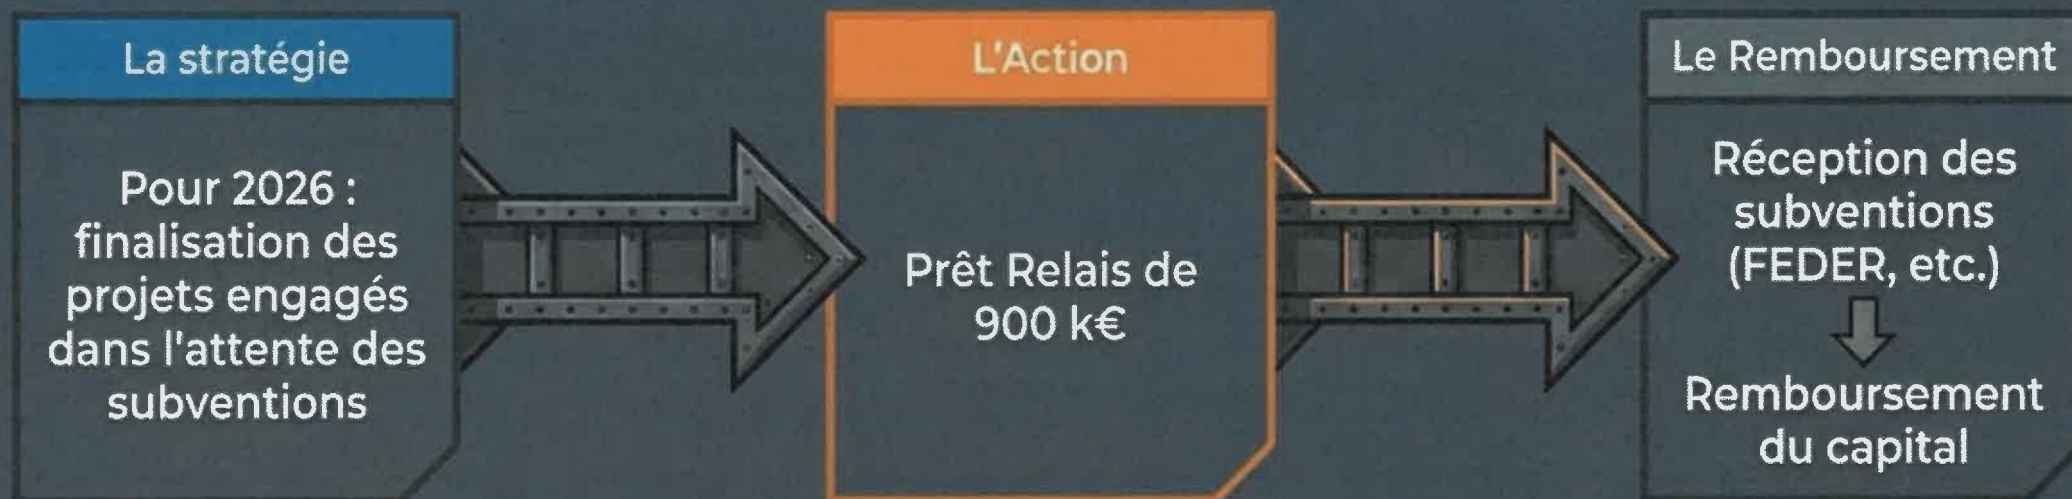 La stratégie
Pour 2026 :
finalisation des
projets engagés
dans l'attente des
subventions
L'Action
Prêt Relais de
900 k€
Le Remboursement
Réception des
subventions
(FEDER, etc.)
Remboursement
du capital